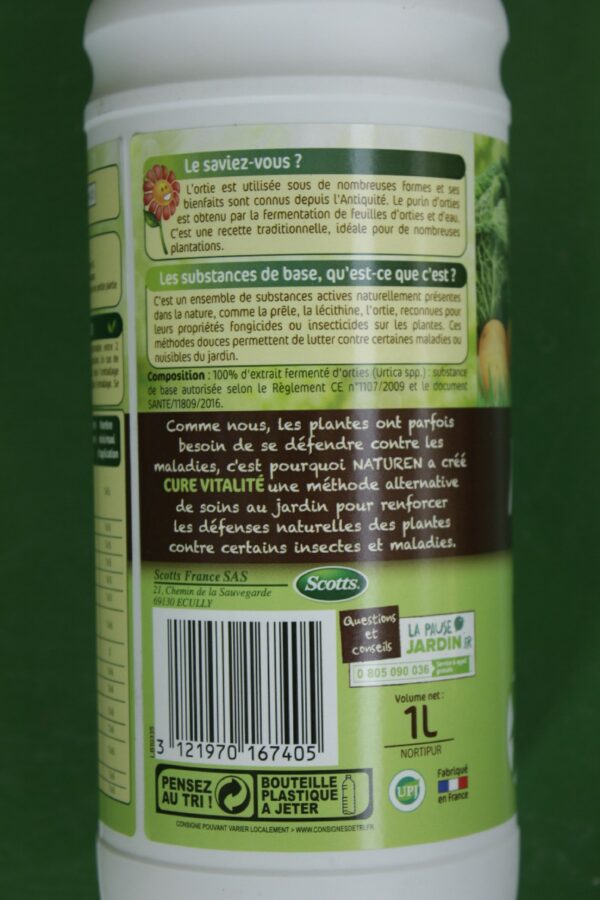 Le saviez-vous ?
L'ortie est utilisée sous de nombreuses formes et ses
bienfaits sont connus depuis l'Antiquité. Le purin d'orties
est obtenu par la fermentation de feuilles d'orties et d'eau.
C'est une recette traditionnelle, idéale pour de nombreuses
plantations.
Les substances de base, qu'est-ce que c'est ?
C'est un ensemble de substances actives naturellement présentes
dans la nature, comme la prêle, la lécithine, l'ortie, reconnues pour
leurs propriétés fongicides ou insecticides sur les plantes. Ces
méthodes douces permettent de lutter contre certaines maladies ou
nuisibles du jardin.
Composition : 100% d'extrait fermenté d'orties (Urtica spp.) : substance
de base autorisée selon le Règlement CE n°1107/2009 et le document
SANTE/11809/2016.
Comme nous, les plantes ont parfois
besoin de se défendre contre les
maladies, c'est pourquoi NATUREN a créé
CURE VITALITÉ une méthode alternative
de soins au jardin pour renforcer
les défenses naturelles des plantes
contre certains insectes et maladies.
Scotts France SAS
21, Chemin de la Sauvegarde
69130 ECULLY
Scotts
Questions
et
conseils
LA PAUSE
JARDIN.FR
0 805 090 036
Service & appel
gratuits
Volume net :
1L
NORTIPUR
3 121970 167405
PENSEZ
AU TRI !
BOUTEILLE
PLASTIQUE
À JETER
CONSIGNE POUVANT VARIER LOCALEMENT > WWW.CONSIGNESDETRI.FR
UPJ
Fabriqué
en France